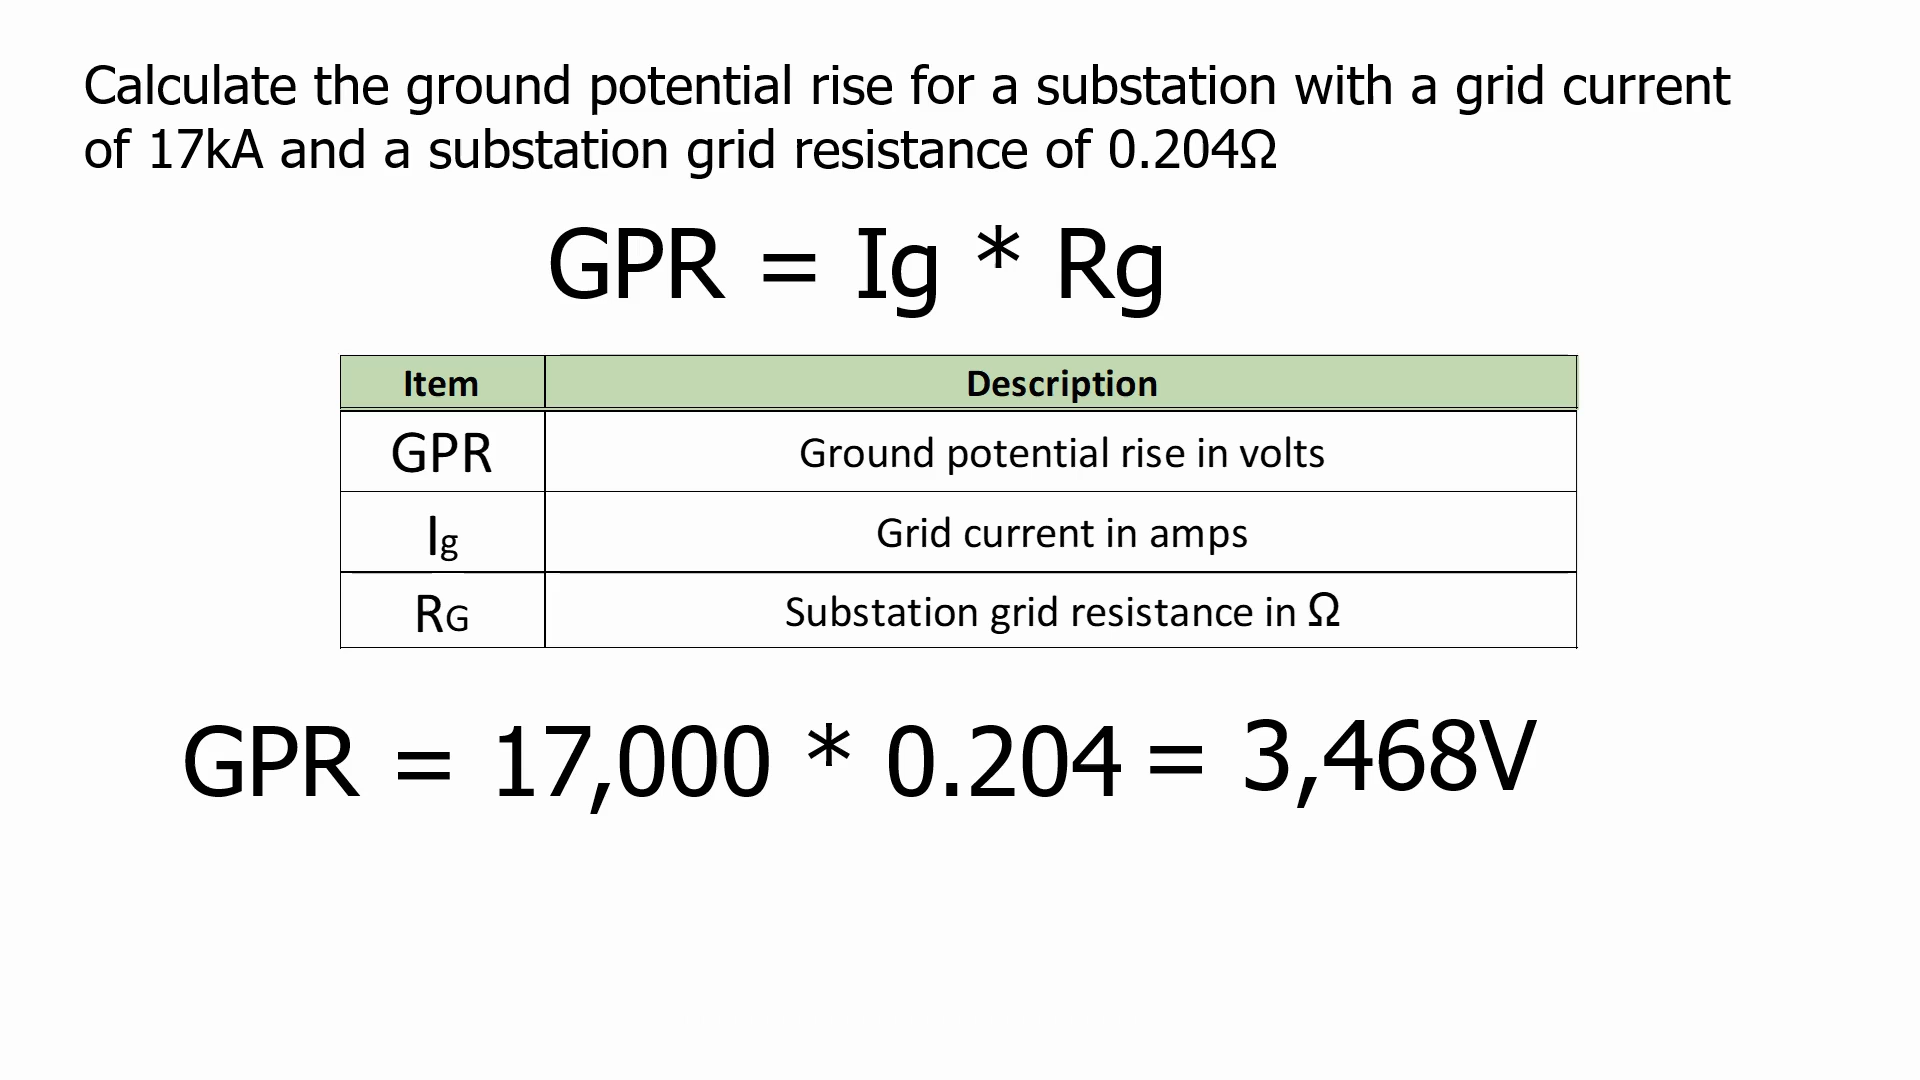 Calculate the ground potential rise for a substation with a grid current
of 17kA and a substation grid resistance of 0.204Ω
GPR = Ig * Rg
Item Description
GPR Ground potential rise in volts
Ig Grid current in amps
RG Substation grid resistance in Ω
GPR = 17,000 * 0.204 = 3,468V